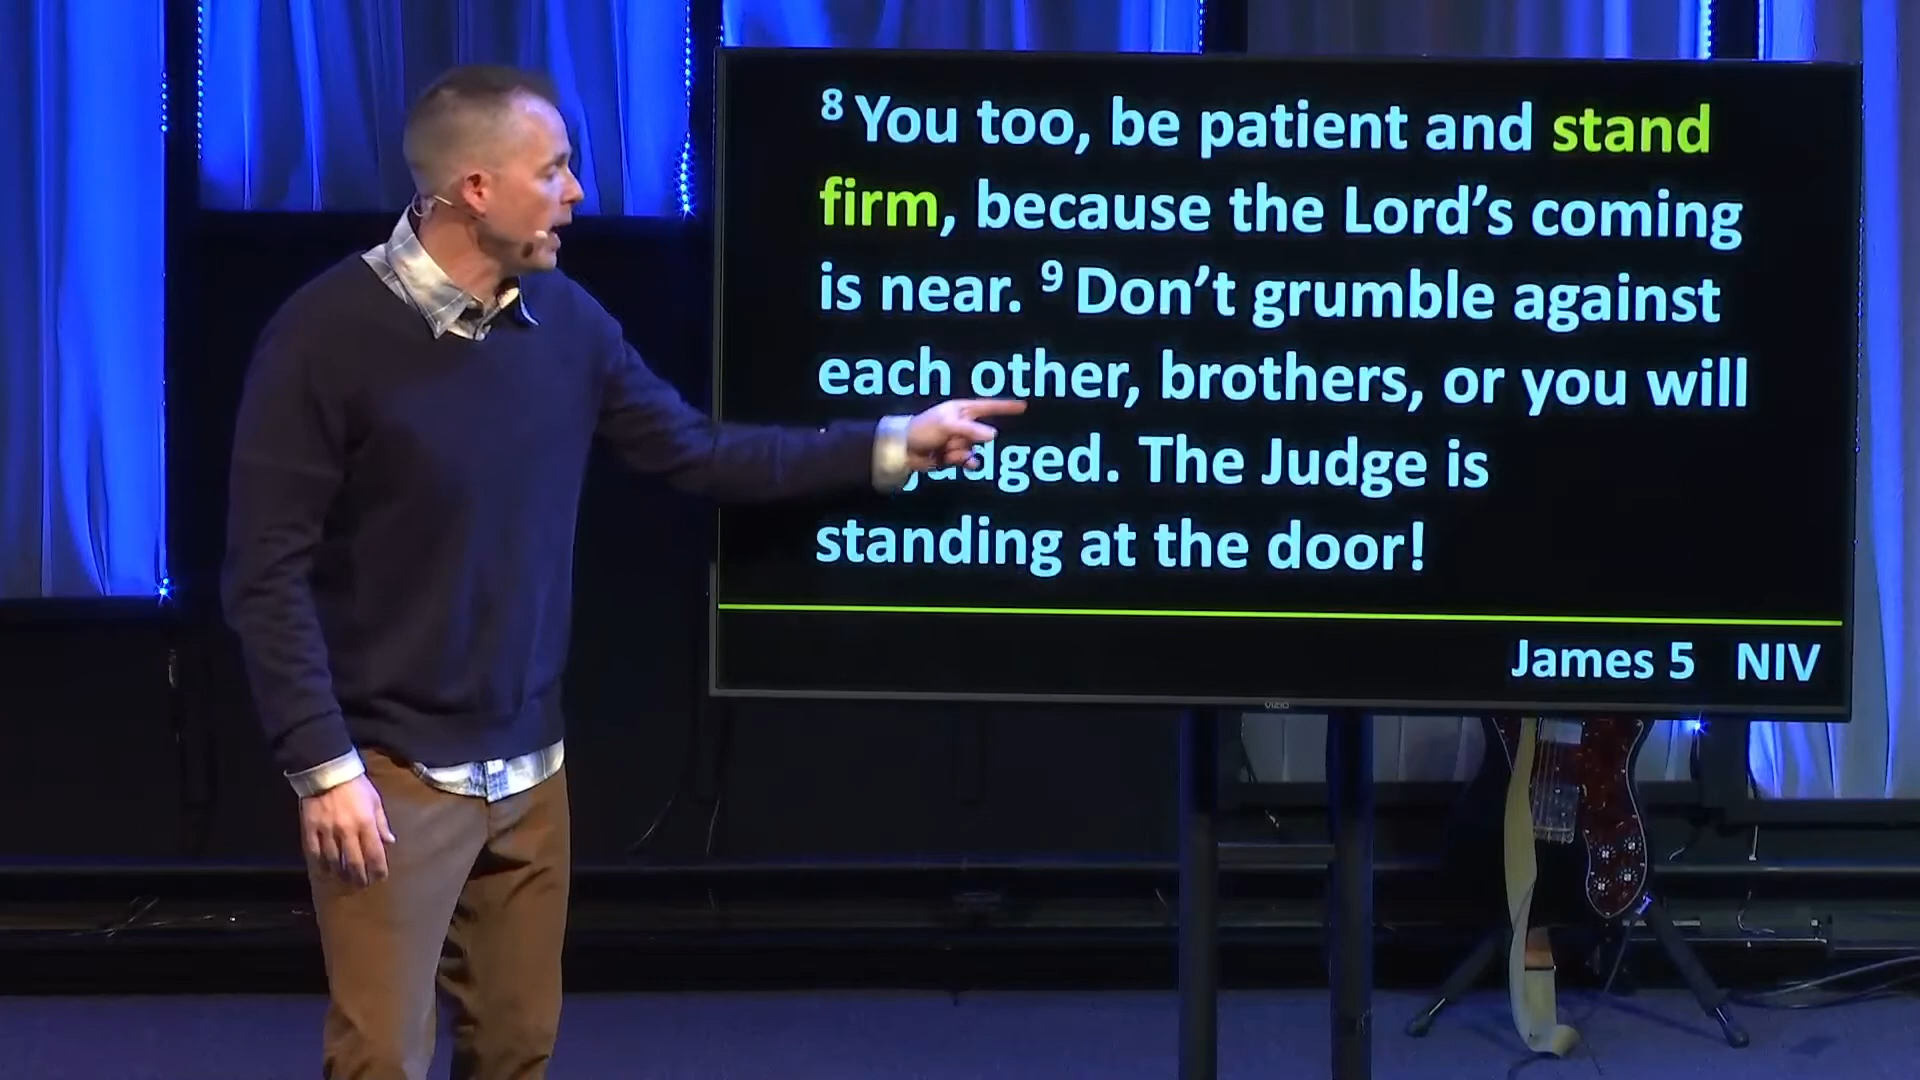 8 You too, be patient and stand
firm, because the Lord's coming
is near. 9 Don't grumble against
each other, brothers, or you will
judged. The Judge is
standing at the door!
James 5 NIV
VIZIO